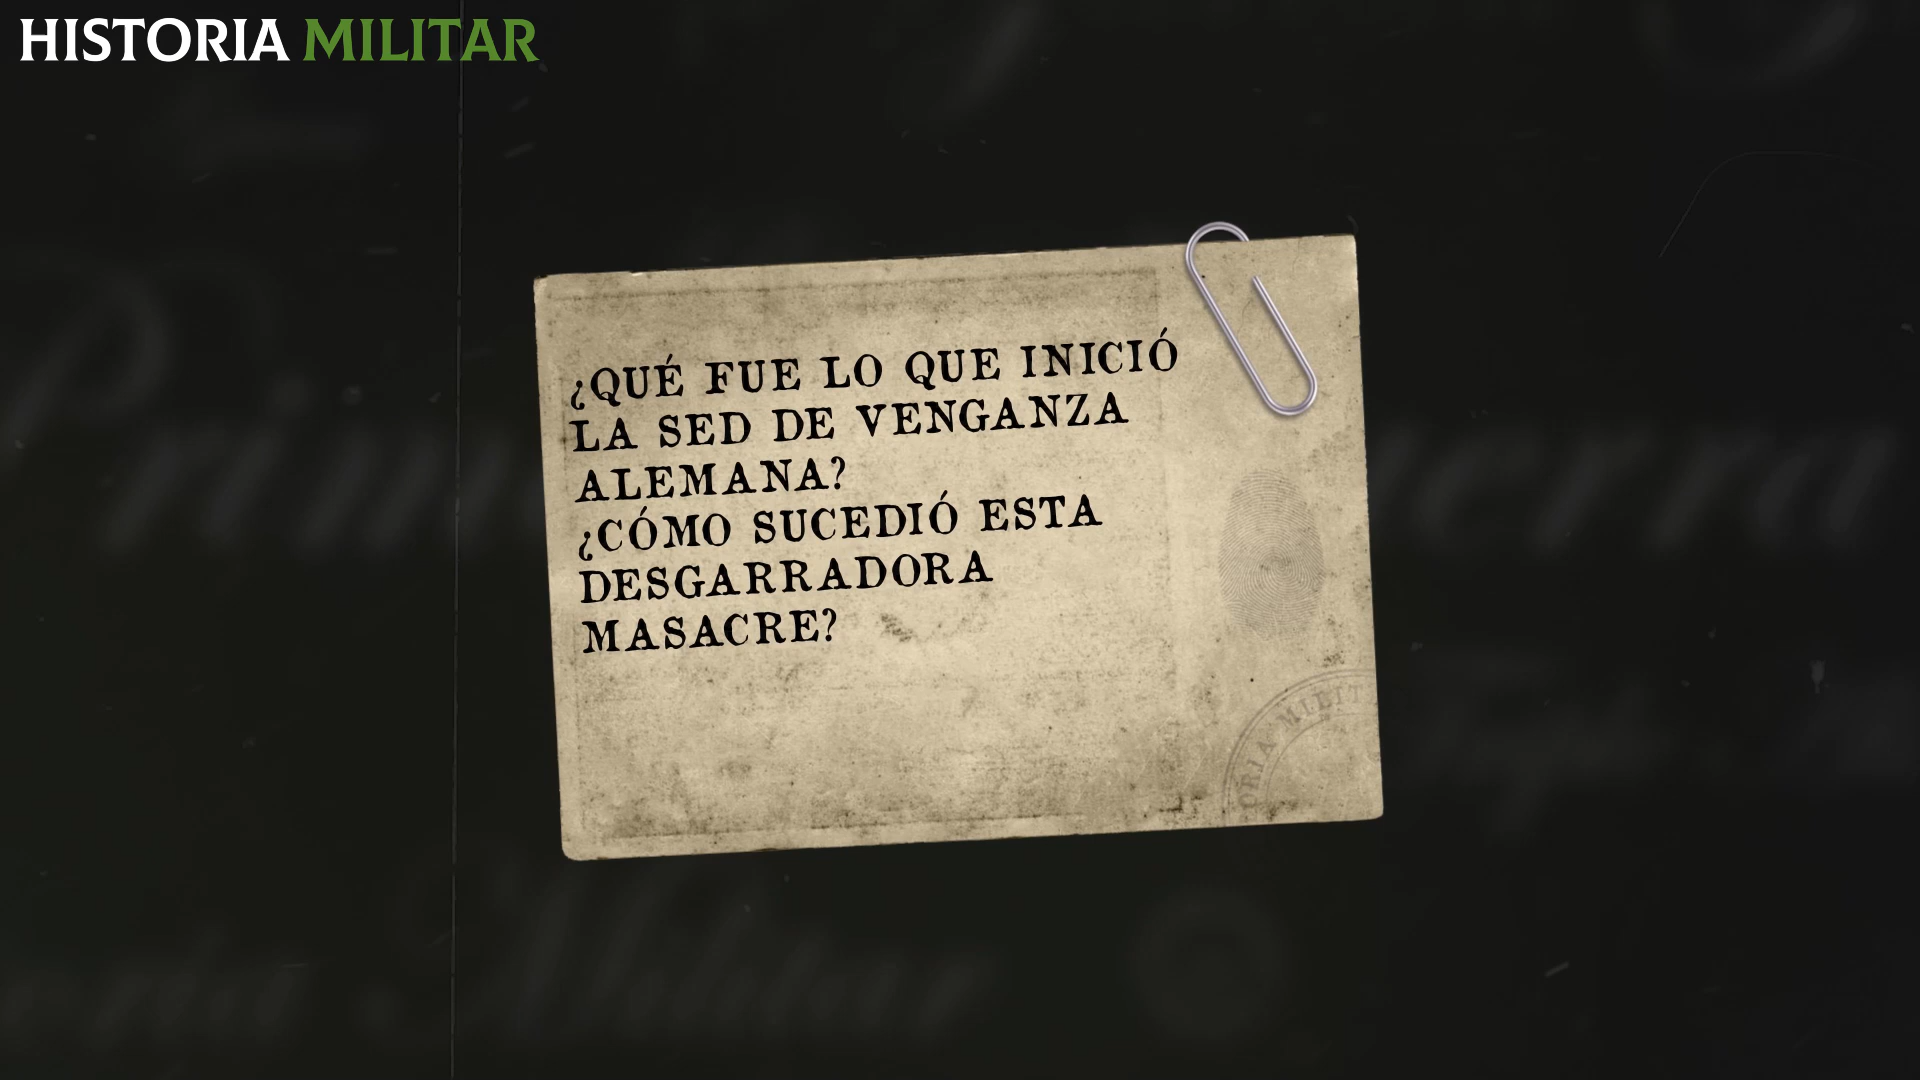 HISTORIA MILITAR
¿QUÉ FUE LO QUE INICIÓ
LA SED DE VENGANZA
ALEMANA?
¿CÓMO SUCEDIÓ ESTA
DESGARRADORA
MASACRE?